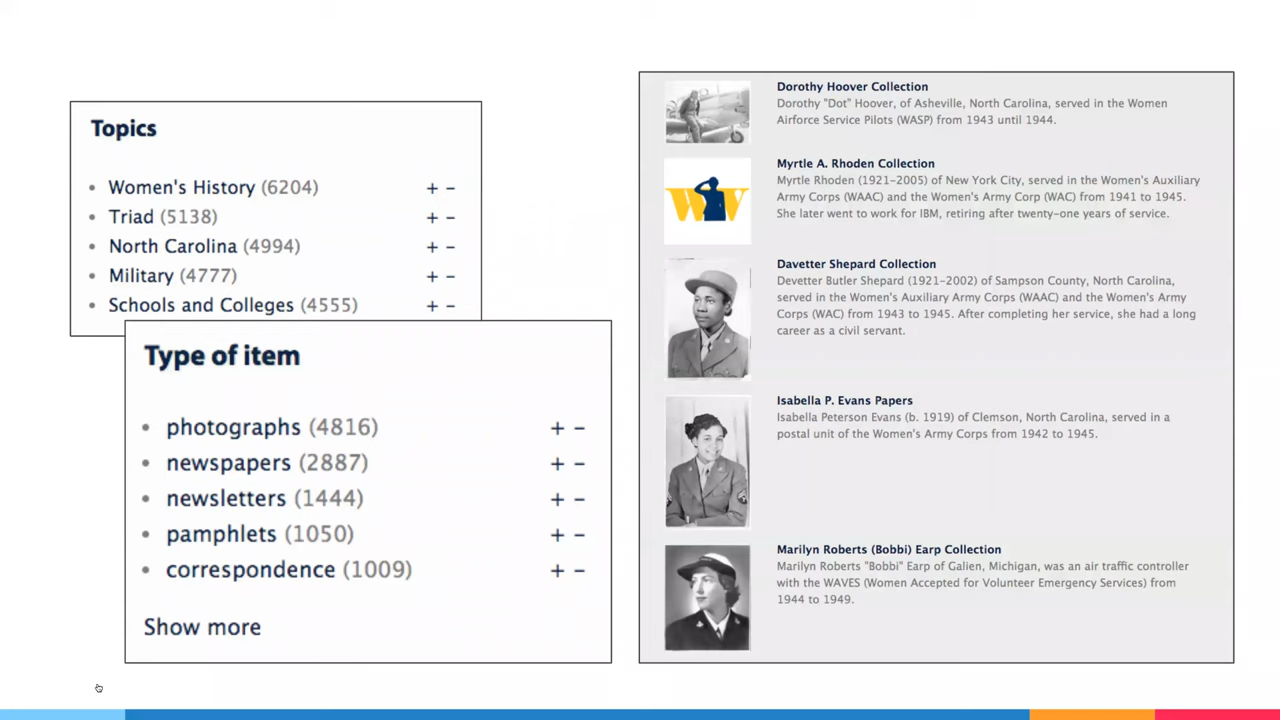 Topics
Women's History (6204) + -
Triad (5138) + -
North Carolina (4994) + -
Military (4777) + -
Schools and Colleges (4555) + -
Type of item
photographs (4816) + -
newspapers (2887) + -
newsletters (1444) + -
pamphlets (1050) + -
correspondence (1009) + -
Show more
Dorothy Hoover Collection
Dorothy "Dot" Hoover, of Asheville, North Carolina, served in the Women
Airforce Service Pilots (WASP) from 1943 until 1944.
WV
Myrtle A. Rhoden Collection
Myrtle Rhoden (1921-2005) of New York City, served in the Women's Auxiliary
Army Corps (WAAC) and the Women's Army Corp (WAC) from 1941 to 1945.
She later went to work for IBM, retiring after twenty-one years of service.
Davetter Shepard Collection
Devetter Butler Shepard (1921-2002) of Sampson County, North Carolina,
served in the Women's Auxiliary Army Corps (WAAC) and the Women's Army
Corps (WAC) from 1943 to 1945. After completing her service, she had a long
career as a civil servant.
Isabella P. Evans Papers
Isabella Peterson Evans (b. 1919) of Clemson, North Carolina, served in a
postal unit of the Women's Army Corps from 1942 to 1945.
Marilyn Roberts (Bobbi) Earp Collection
Marilyn Roberts "Bobbi" Earp of Galien, Michigan, was an air traffic controller
with the WAVES (Women Accepted for Volunteer Emergency Services) from
1944 to 1949.